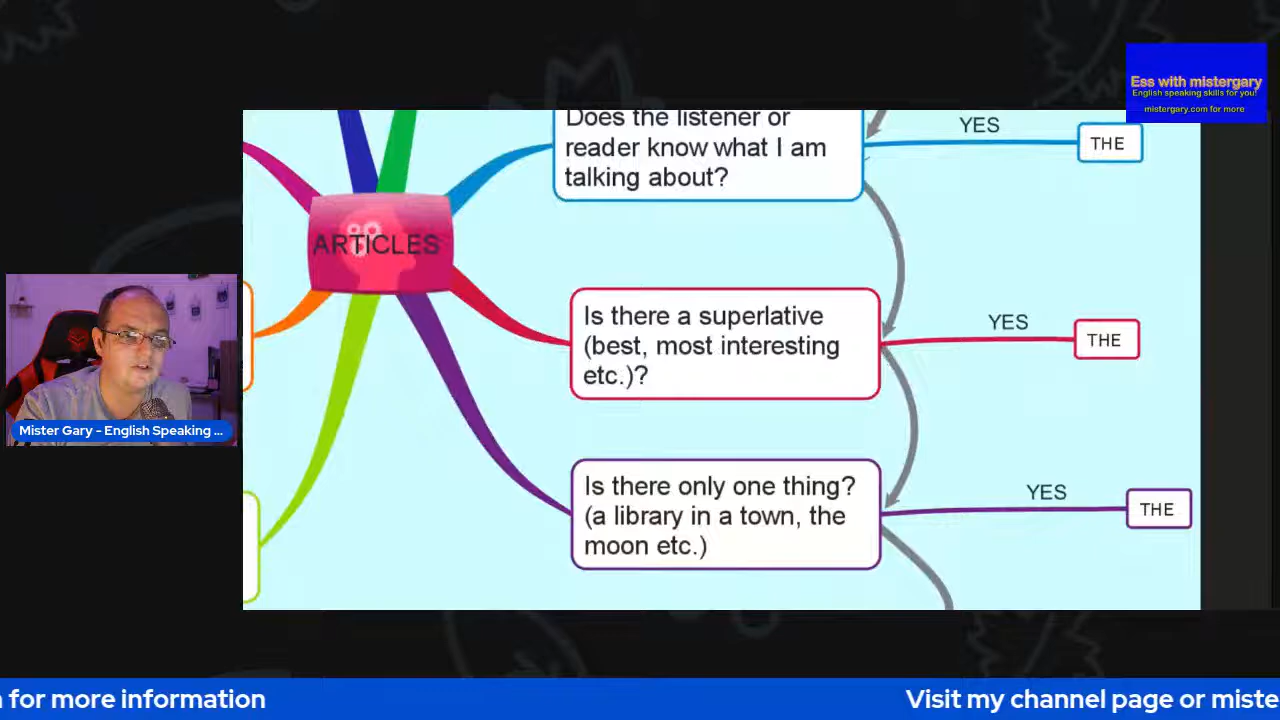 Ess with mistergary
English speaking skills for you!
mistergary.com for more
Does the listener or
reader know what I am
talking about?
YES
THE
ARTICLES
Is there a superlative
(best, most interesting
etc.)?
YES
THE
Is there only one thing?
(a library in a town, the
moon etc.)
YES
THE
Mister Gary - English Speaking ...
for more information
Visit my channel page or miste